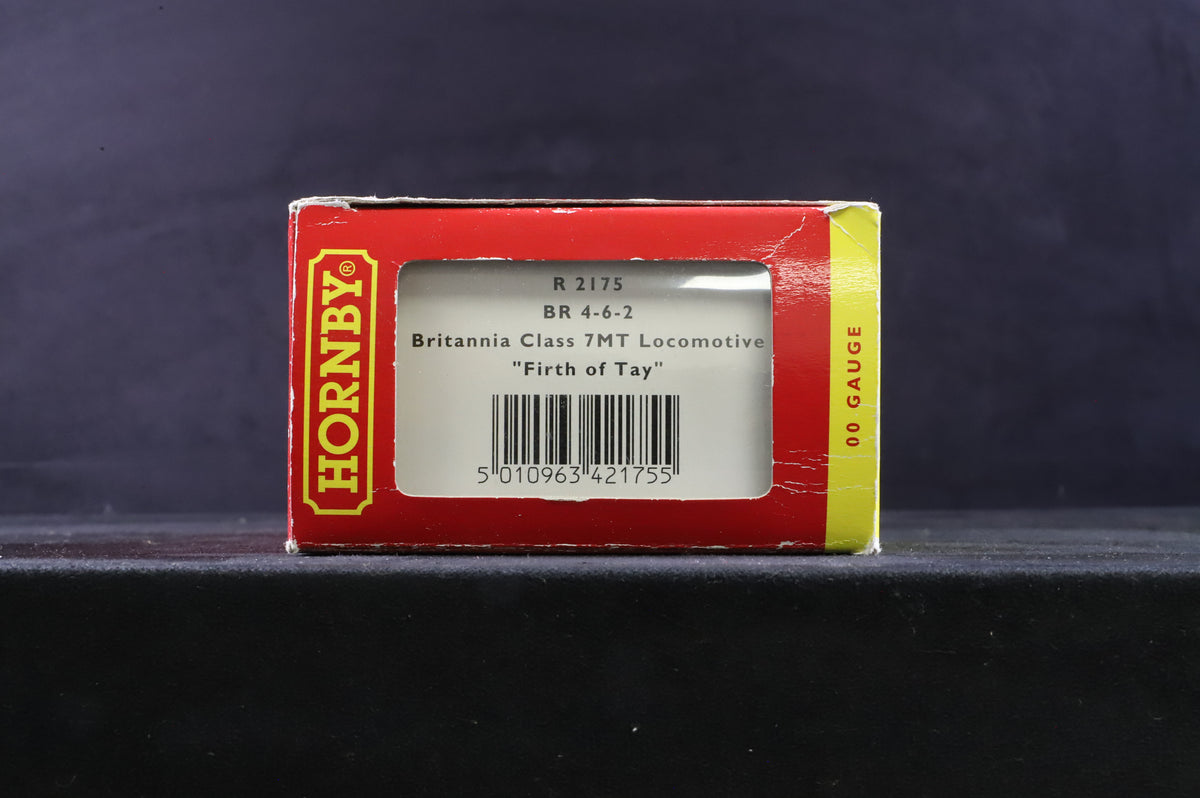 HORNBY®
R 2175
BR 4-6-2
Britannia Class 7MT Locomotive
"Firth of Tay"
5 010963 421755
00 GAUGE